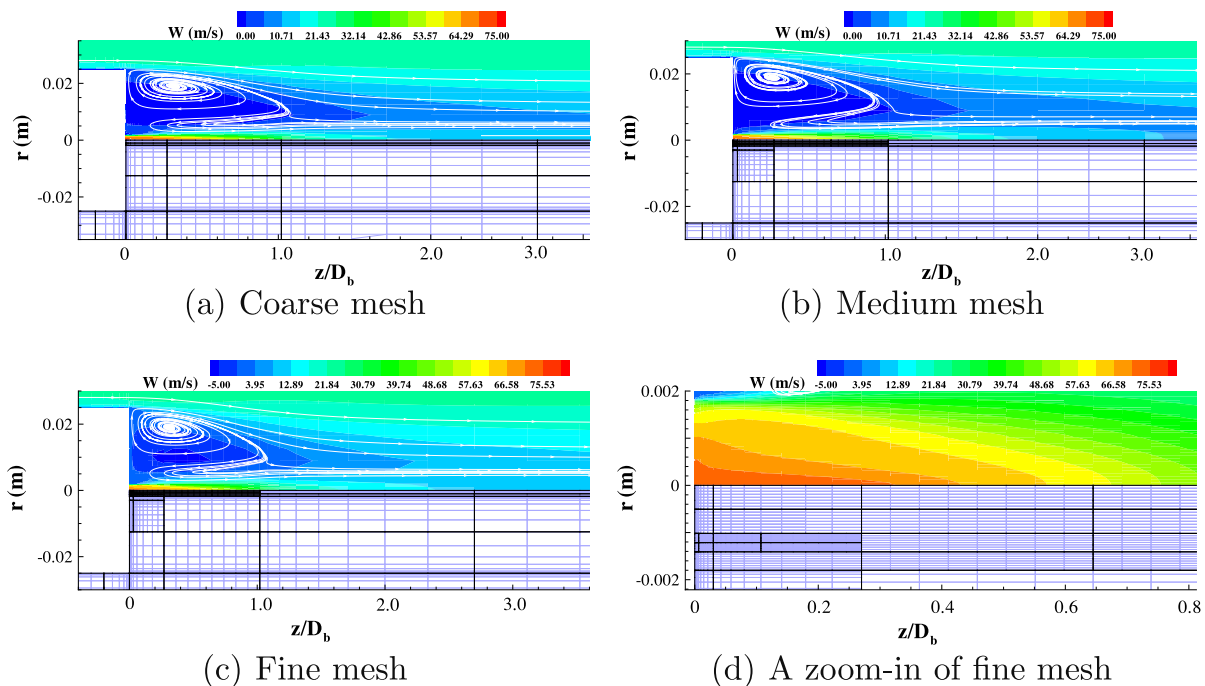 W (m/s)
0.00 10.71 21.43 32.14 42.86 53.57 64.29 75.00
r (m)
0.02
0
-0.02
0 1.0 2.0 3.0
z/D_b
(a) Coarse mesh
W (m/s)
0.00 10.71 21.43 32.14 42.86 53.57 64.29 75.00
r (m)
0.02
0
-0.02
0 1.0 2.0 3.0
z/D_b
(b) Medium mesh
W (m/s)
-5.00 3.95 12.89 21.84 30.79 39.74 48.68 57.63 66.58 75.53
r (m)
0.02
0
-0.02
0 1.0 2.0 3.0
z/D_b
(c) Fine mesh
W (m/s)
-5.00 3.95 12.89 21.84 30.79 39.74 48.68 57.63 66.58 75.53
r (m)
0.002
0
-0.002
0 0.2 0.4 0.6 0.8
z/D_b
(d) A zoom-in of fine mesh